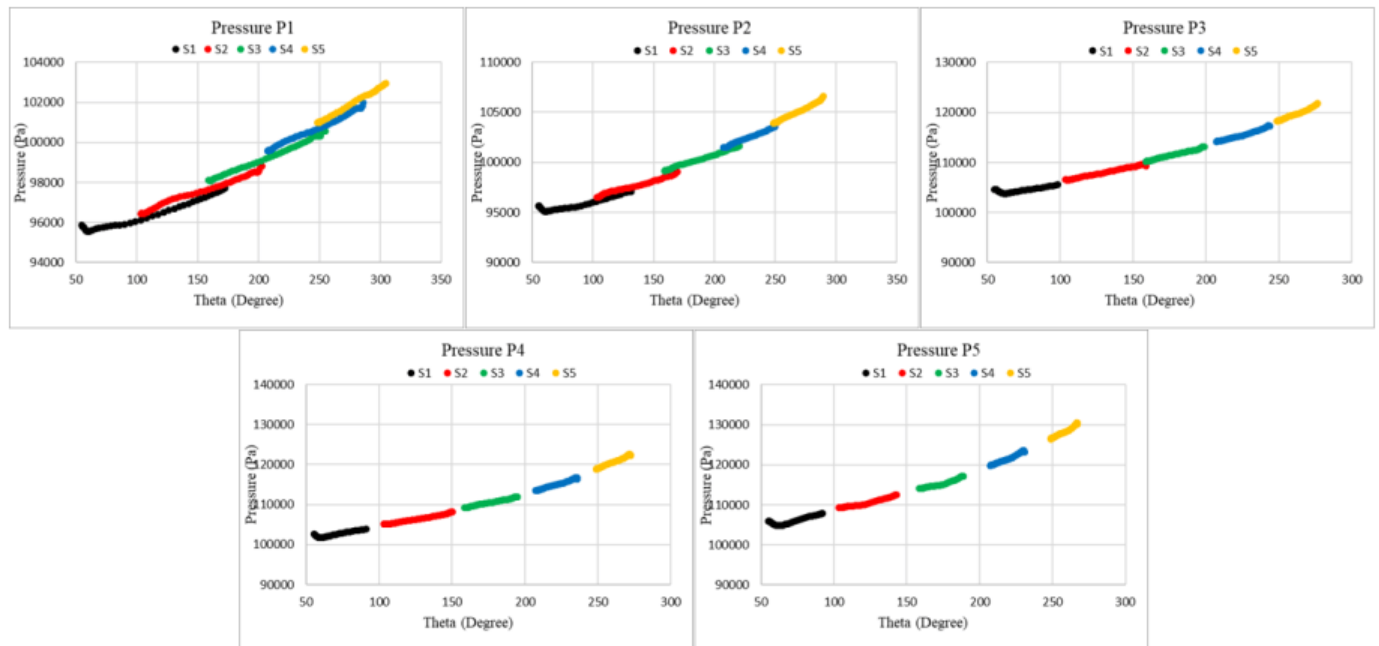 Pressure P1
S1 S2 S3 S4 S5
104000
102000
100000
98000
96000
94000
Pressure (Pa)
50 100 150 200 250 300 350
Theta (Degree)
Pressure P2
S1 S2 S3 S4 S5
110000
105000
100000
95000
90000
Pressure (Pa)
50 100 150 200 250 300 350
Theta (Degree)
Pressure P3
S1 S2 S3 S4 S5
130000
120000
110000
100000
90000
Pressure (Pa)
50 100 150 200 250 300
Theta (Degree)
Pressure P4
S1 S2 S3 S4 S5
140000
130000
120000
110000
100000
90000
Pressure (Pa)
50 100 150 200 250 300
Theta (Degree)
Pressure P5
S1 S2 S3 S4 S5
140000
130000
120000
110000
100000
90000
Pressure (Pa)
50 100 150 200 250 300
Theta (Degree)